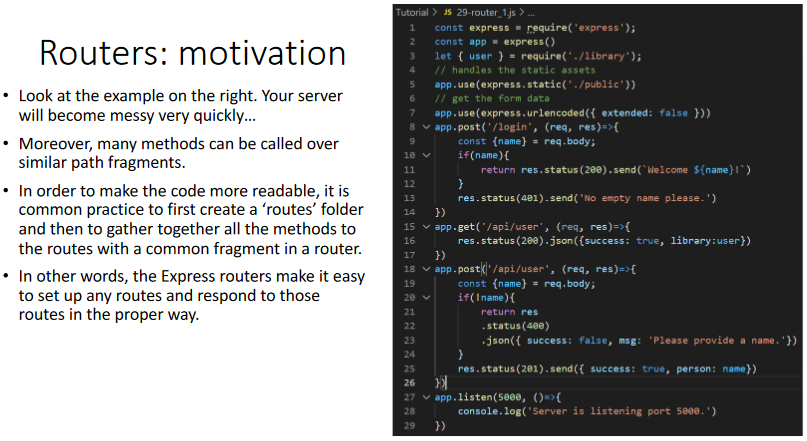 Routers: motivation
• Look at the example on the right. Your server
will become messy very quickly…
• Moreover, many methods can be called over
similar path fragments.
• In order to make the code more readable, it is
common practice to first create a ‘routes’ folder
and then to gather together all the methods to
the routes with a common fragment in a router.
• In other words, the Express routers make it easy
to set up any routes and respond to those
routes in the proper way.
Tutorial > JS 29-router_1.js > ...
1 const express = require('express');
2 const app = express()
3 let { user } = require('./library');
4 // handles the static assets
5 app.use(express.static('./public'))
6 // get the form data
7 app.use(express.urlencoded({ extended: false }))
8 app.post('/login', (req, res)=>{
9 const {name} = req.body;
10 if(name){
11 return res.status(200).send(`Welcome ${name}!`)
12 }
13 res.status(401).send('No empty name please.')
14 })
15 app.get('/api/user', (req, res)=>{
16 res.status(200).json({success: true, library:user})
17 })
18 app.post('/api/user', (req, res)=>{
19 const {name} = req.body;
20 if(!name){
21 return res
22 .status(400)
23 .json({ success: false, msg: 'Please provide a name.'})
24 }
25 res.status(201).send({ success: true, person: name})
26 })
27 app.listen(5000, ()=>{
28 console.log('Server is listening port 5000.')
29 })